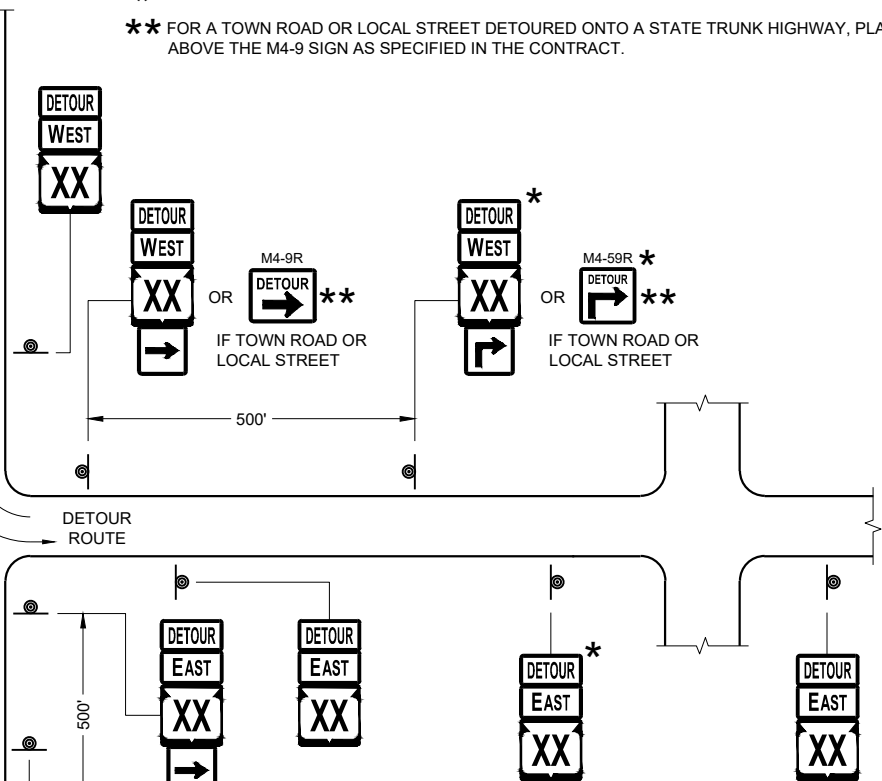 ** FOR A TOWN ROAD OR LOCAL STREET DETOURED ONTO A STATE TRUNK HIGHWAY,
ABOVE THE M4-9 SIGN AS SPECIFIED IN THE CONTRACT.
DETOUR
WEST
XX
DETOUR
WEST
XX
OR
M4-9R
DETOUR
**
IF TOWN ROAD OR
LOCAL STREET
DETOUR
*
WEST
XX
OR
M4-59R *
DETOUR
**
IF TOWN ROAD OR
LOCAL STREET
500'
DETOUR
ROUTE
500'
DETOUR
EAST
XX
DETOUR
EAST
XX
DETOUR
*
EAST
XX
DETOUR
EAST
XX